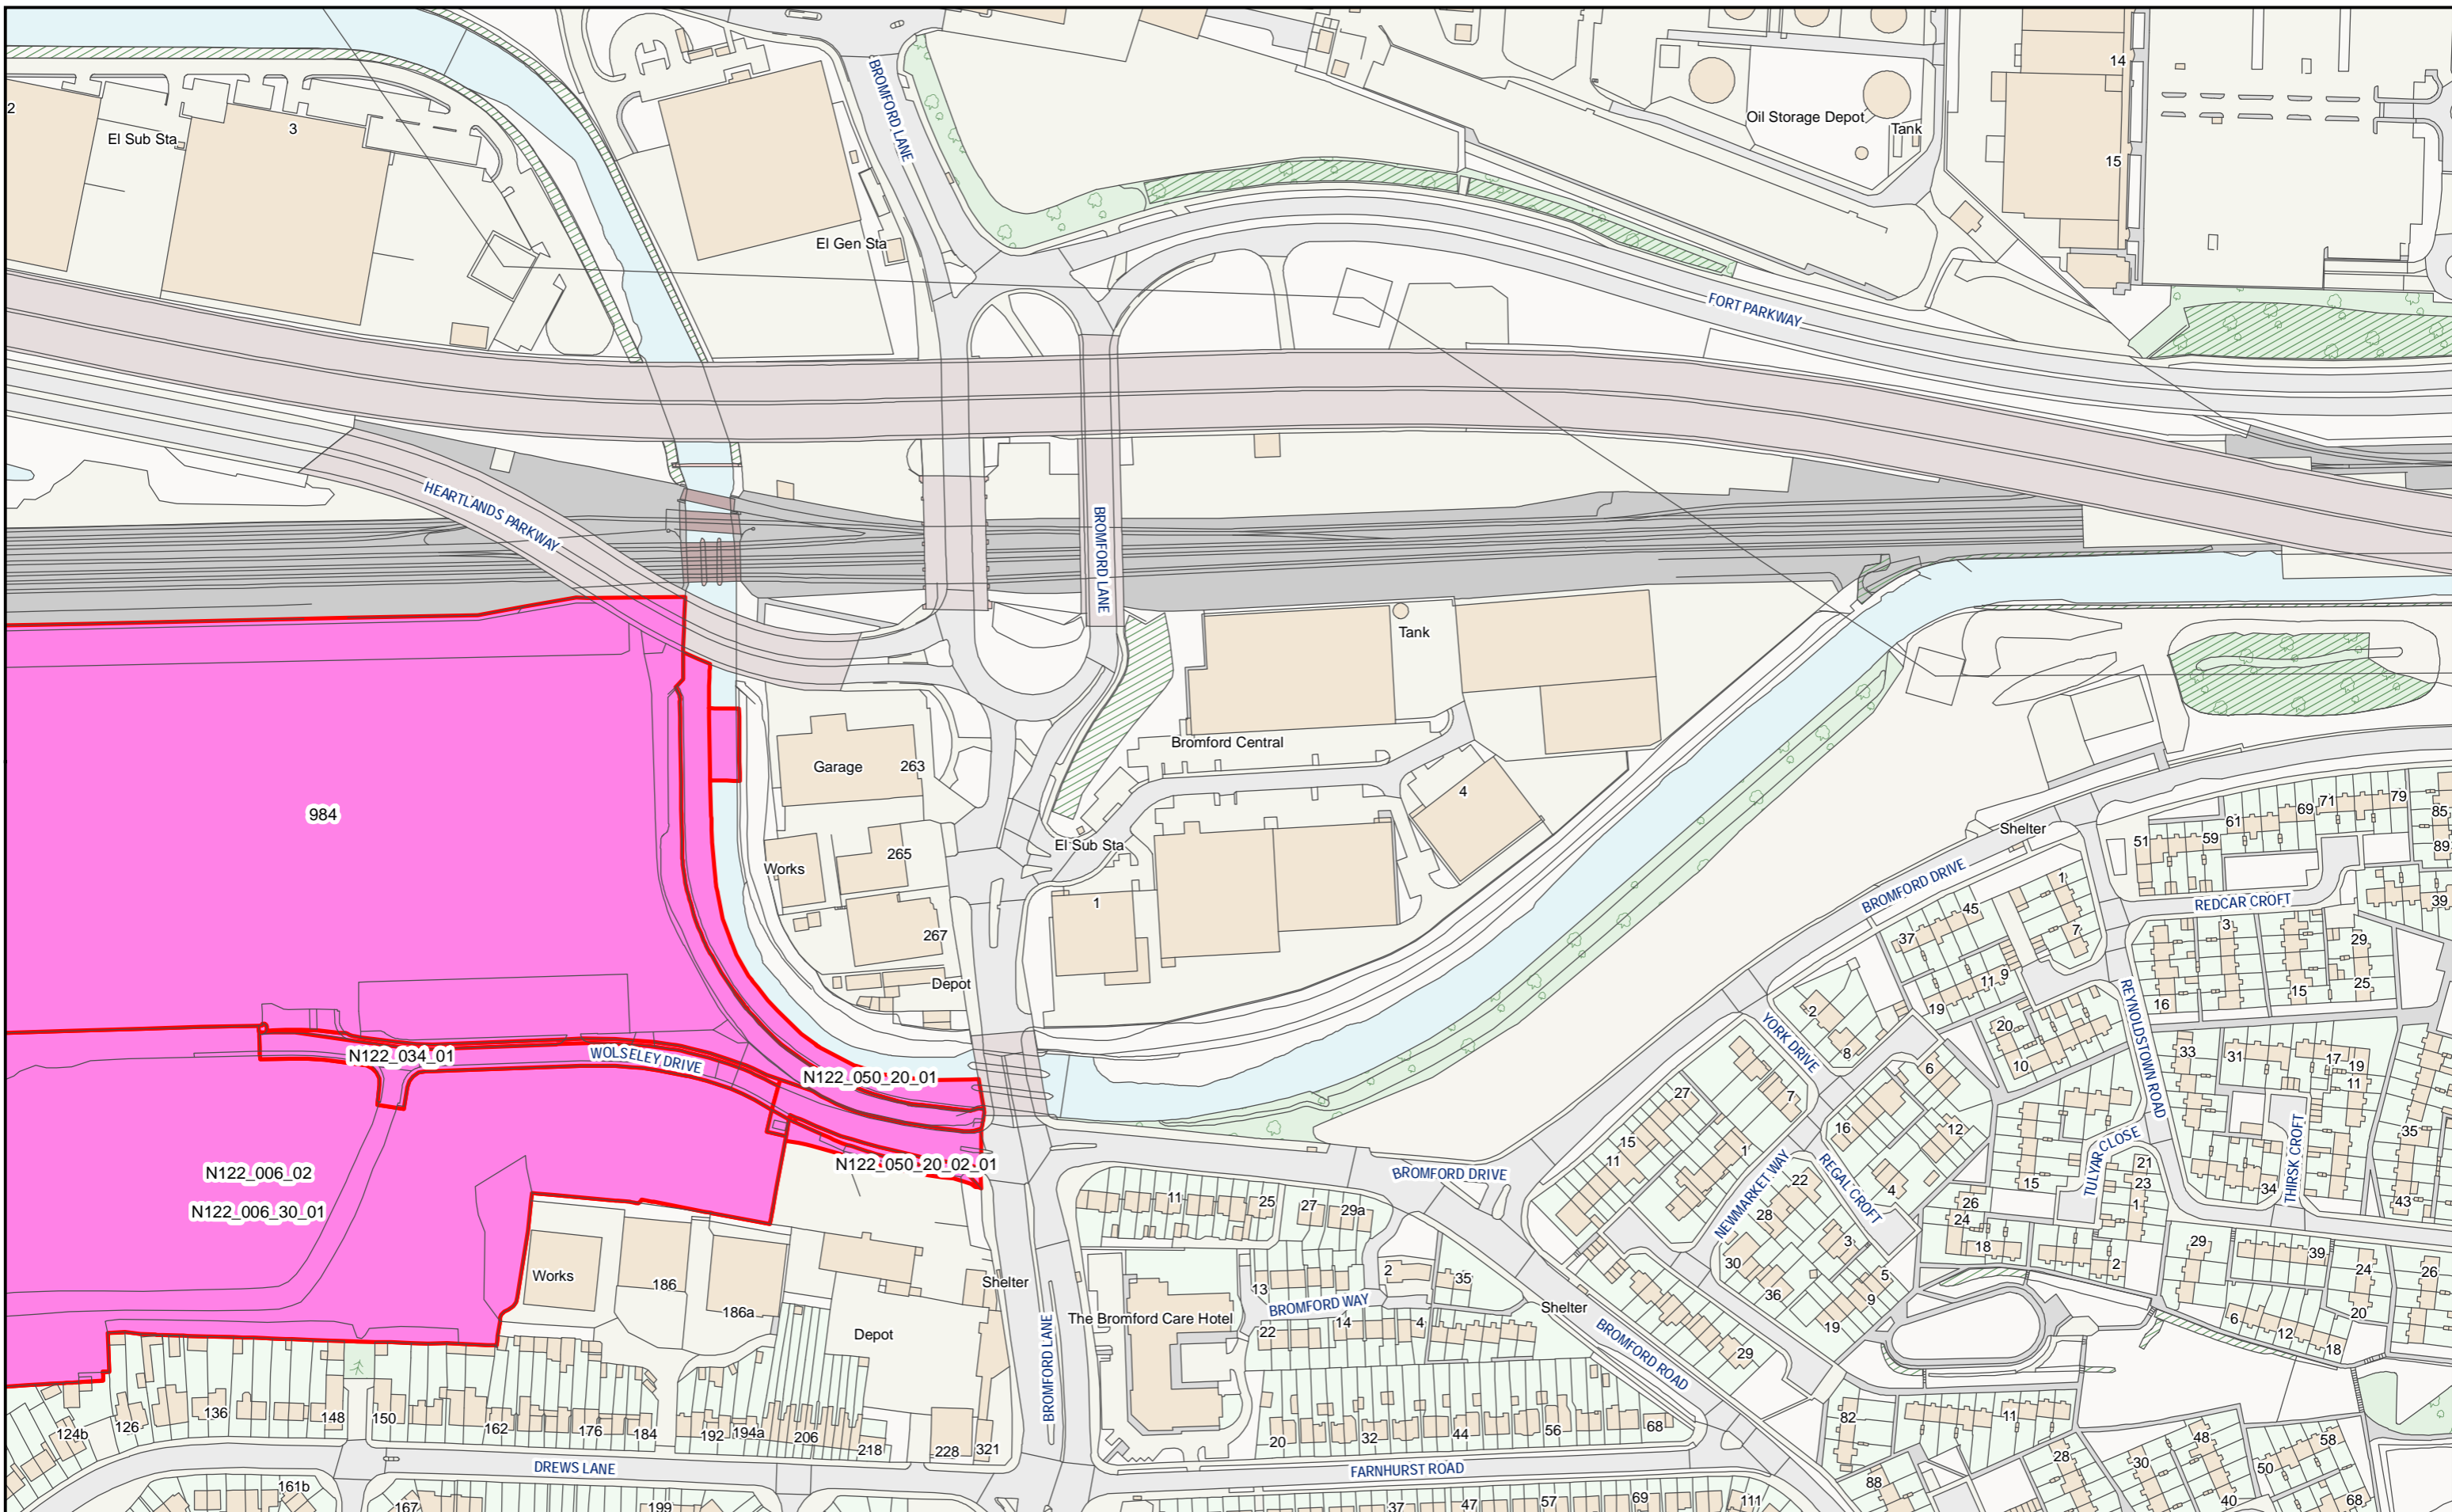 2
El Sub Sta
3
BROMFORD LANE
El Gen Sta
Oil Storage Depot
Tank
14
15
FORT PARKWAY
HEARTLANDS PARKWAY
BROMFORD LANE
Tank
Bromford Central
Garage
263
984
4
El Sub Sta
265
Works
1
267
Depot
Shelter
51
59
61
69
71
79
85
89
39
BROMFORD DRIVE
REDCAR CROFT
1
45
37
7
3
29
9
11
19
16
15
25
REYNOLDSTOWN ROAD
YORK DRIVE
2
8
20
10
33
31
17
19
11
N122_034_01
WOLSELEY DRIVE
N122_050_20_01
27
7
6
16
12
15
11
1
35
N122_006_02
N122_050_20_02_01
N122_006_30_01
BROMFORD DRIVE
NEWMARKET WAY
REGAL CROFT
TULYAR CLOSE
THIRSK CROFT
22
4
15
21
23
1
34
43
26
24
18
28
3
30
36
5
9
19
2
29
39
24
20
26
11
25
27
29a
Works
186
186a
Shelter
Depot
The Bromford Care Hotel
13
2
35
BROMFORD WAY
22
14
4
Shelter
BROMFORD ROAD
29
6
12
18
BROMFORD LANE
124b
126
136
148
150
162
176
184
192
194a
206
218
228
321
20
32
44
56
68
82
11
88
28
30
48
40
50
58
68
DREWS LANE
FARNHURST ROAD
161b
167
199
37
47
57
69
111